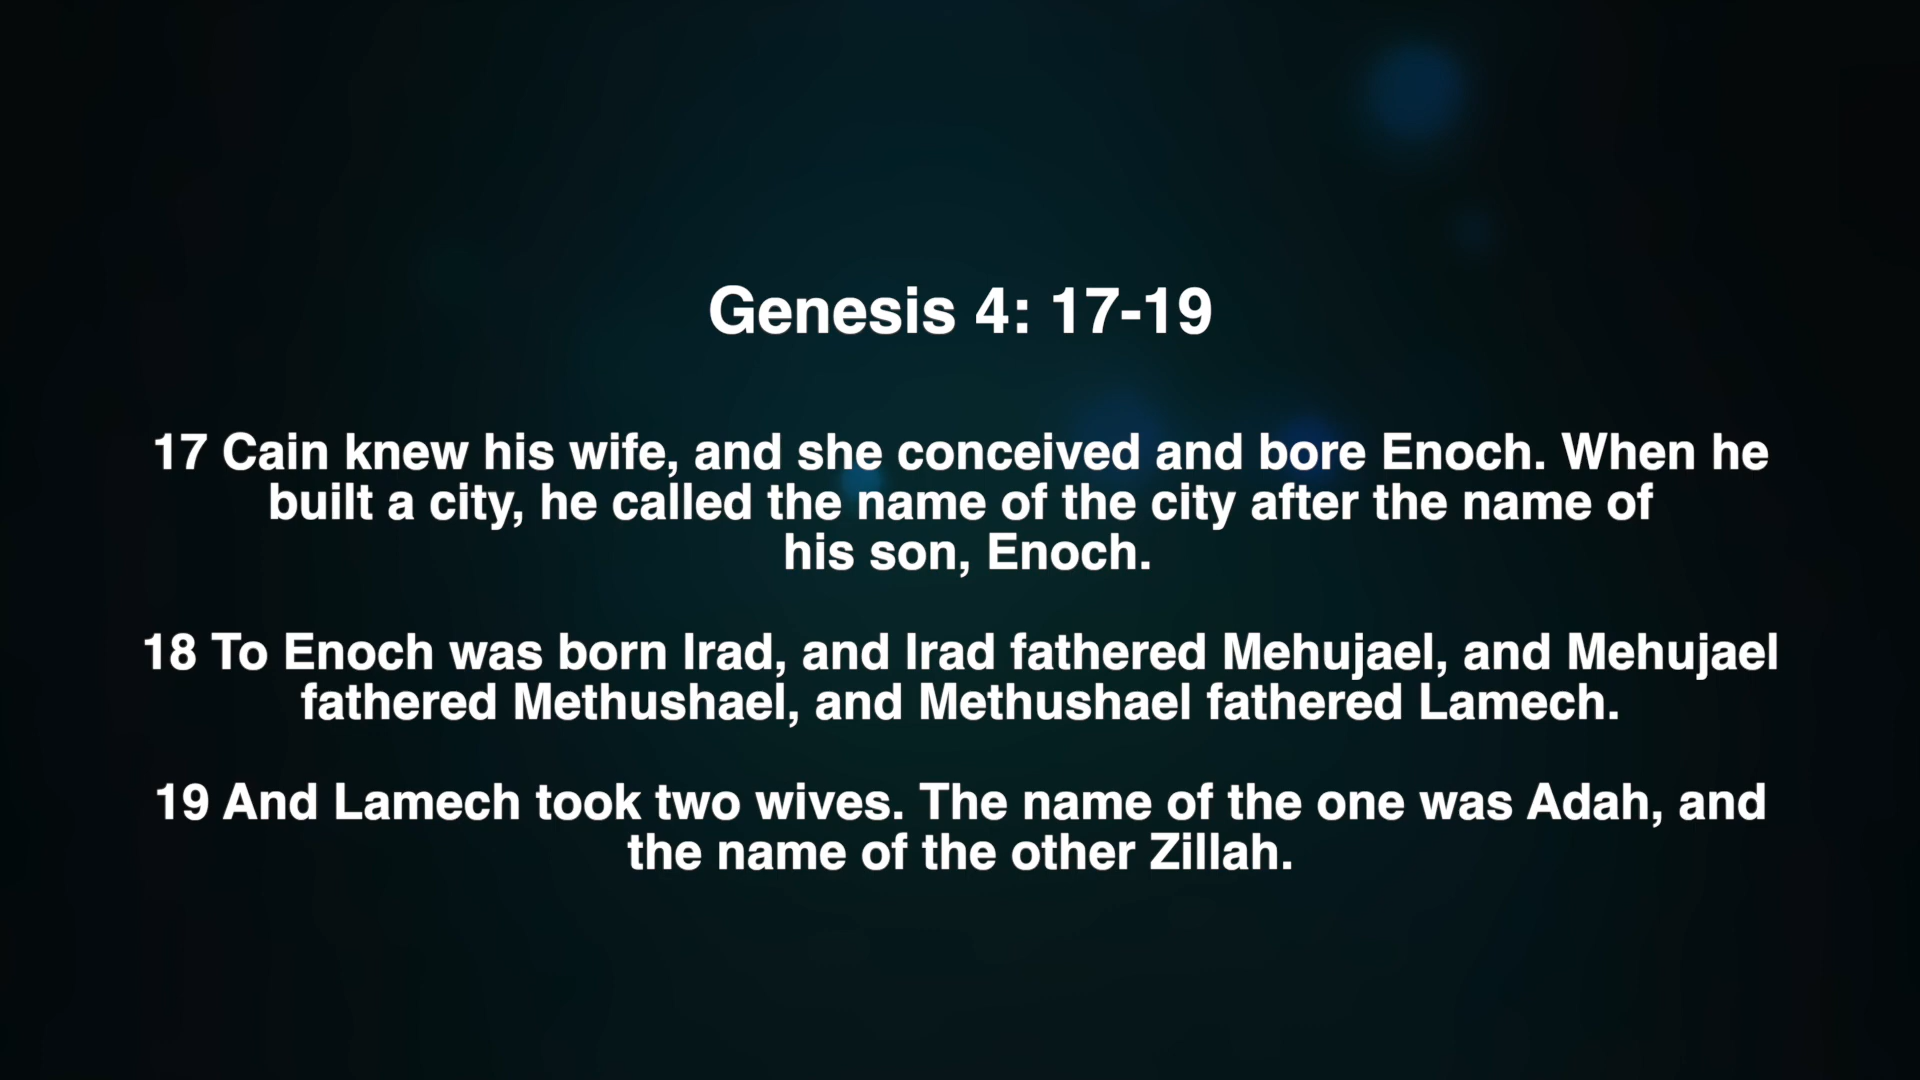 Genesis 4: 17-19
17 Cain knew his wife, and she conceived and bore Enoch. When he
built a city, he called the name of the city after the name of
his son, Enoch.
18 To Enoch was born Irad, and Irad fathered Mehujael, and Mehujael
fathered Methushael, and Methushael fathered Lamech.
19 And Lamech took two wives. The name of the one was Adah, and
the name of the other Zillah.